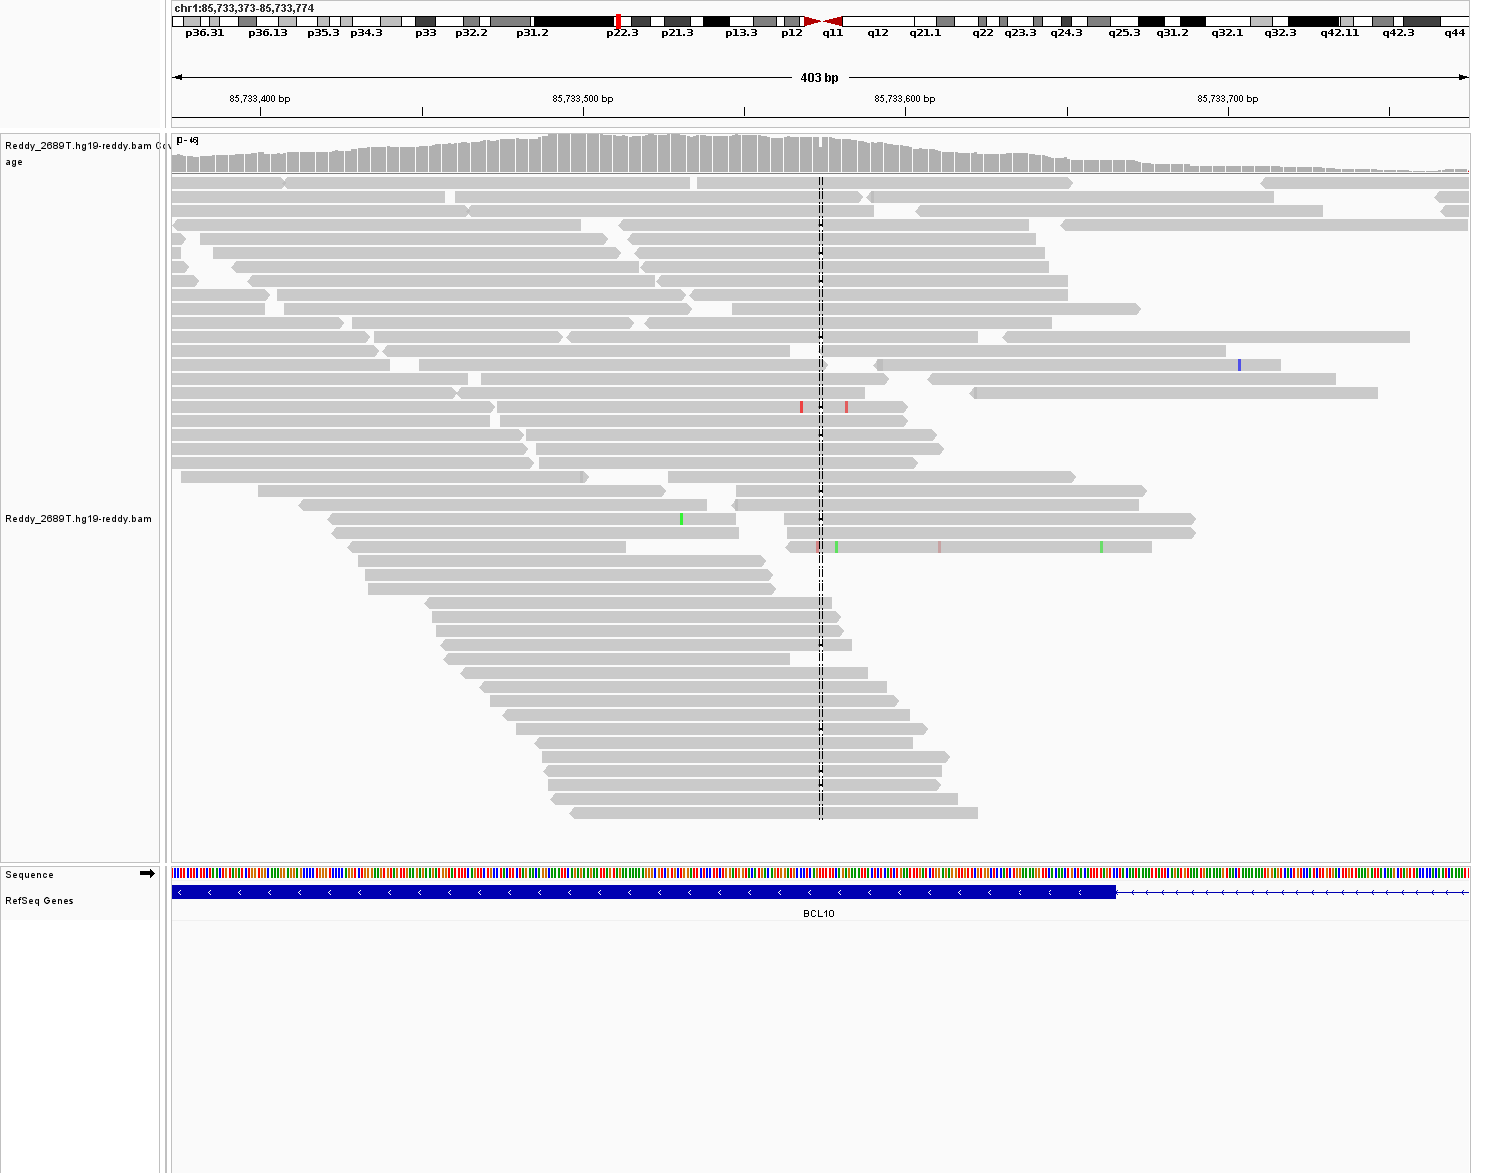 chr1:85,733,373-85,733,774
p36.31 p36.13 p35.3 p34.3 p33 p32.2 p31.2 p22.3 p21.3 p13.3 p12 q11 q12 q21.1 q22 q23.3 q24.3 q25.3 q31.2 q32.1 q32.3 q42.11 q42.3 q44
403 bp
85,733,400 bp 85,733,500 bp 85,733,600 bp 85,733,700 bp
[0 - 46]
Reddy_2689T.hg19-reddy.bam Cov
age
Reddy_2689T.hg19-reddy.bam
Sequence
RefSeq Genes
BCL10